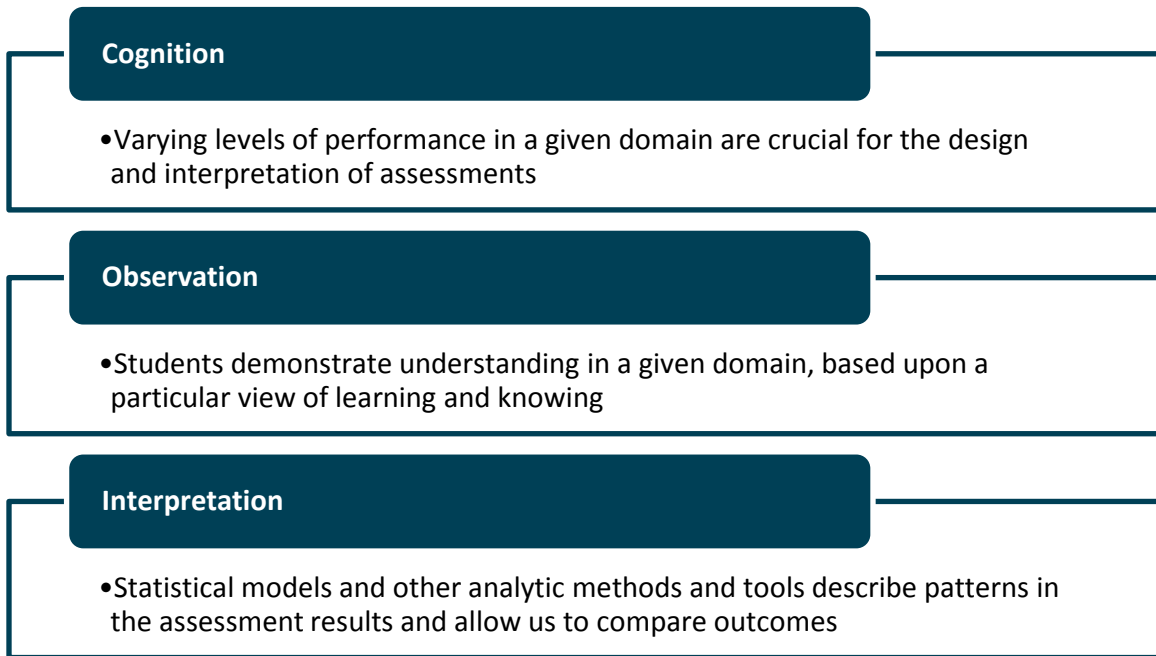 Cognition
•Varying levels of performance in a given domain are crucial for the design
and interpretation of assessments
Observation
•Students demonstrate understanding in a given domain, based upon a
particular view of learning and knowing
Interpretation
•Statistical models and other analytic methods and tools describe patterns in
the assessment results and allow us to compare outcomes